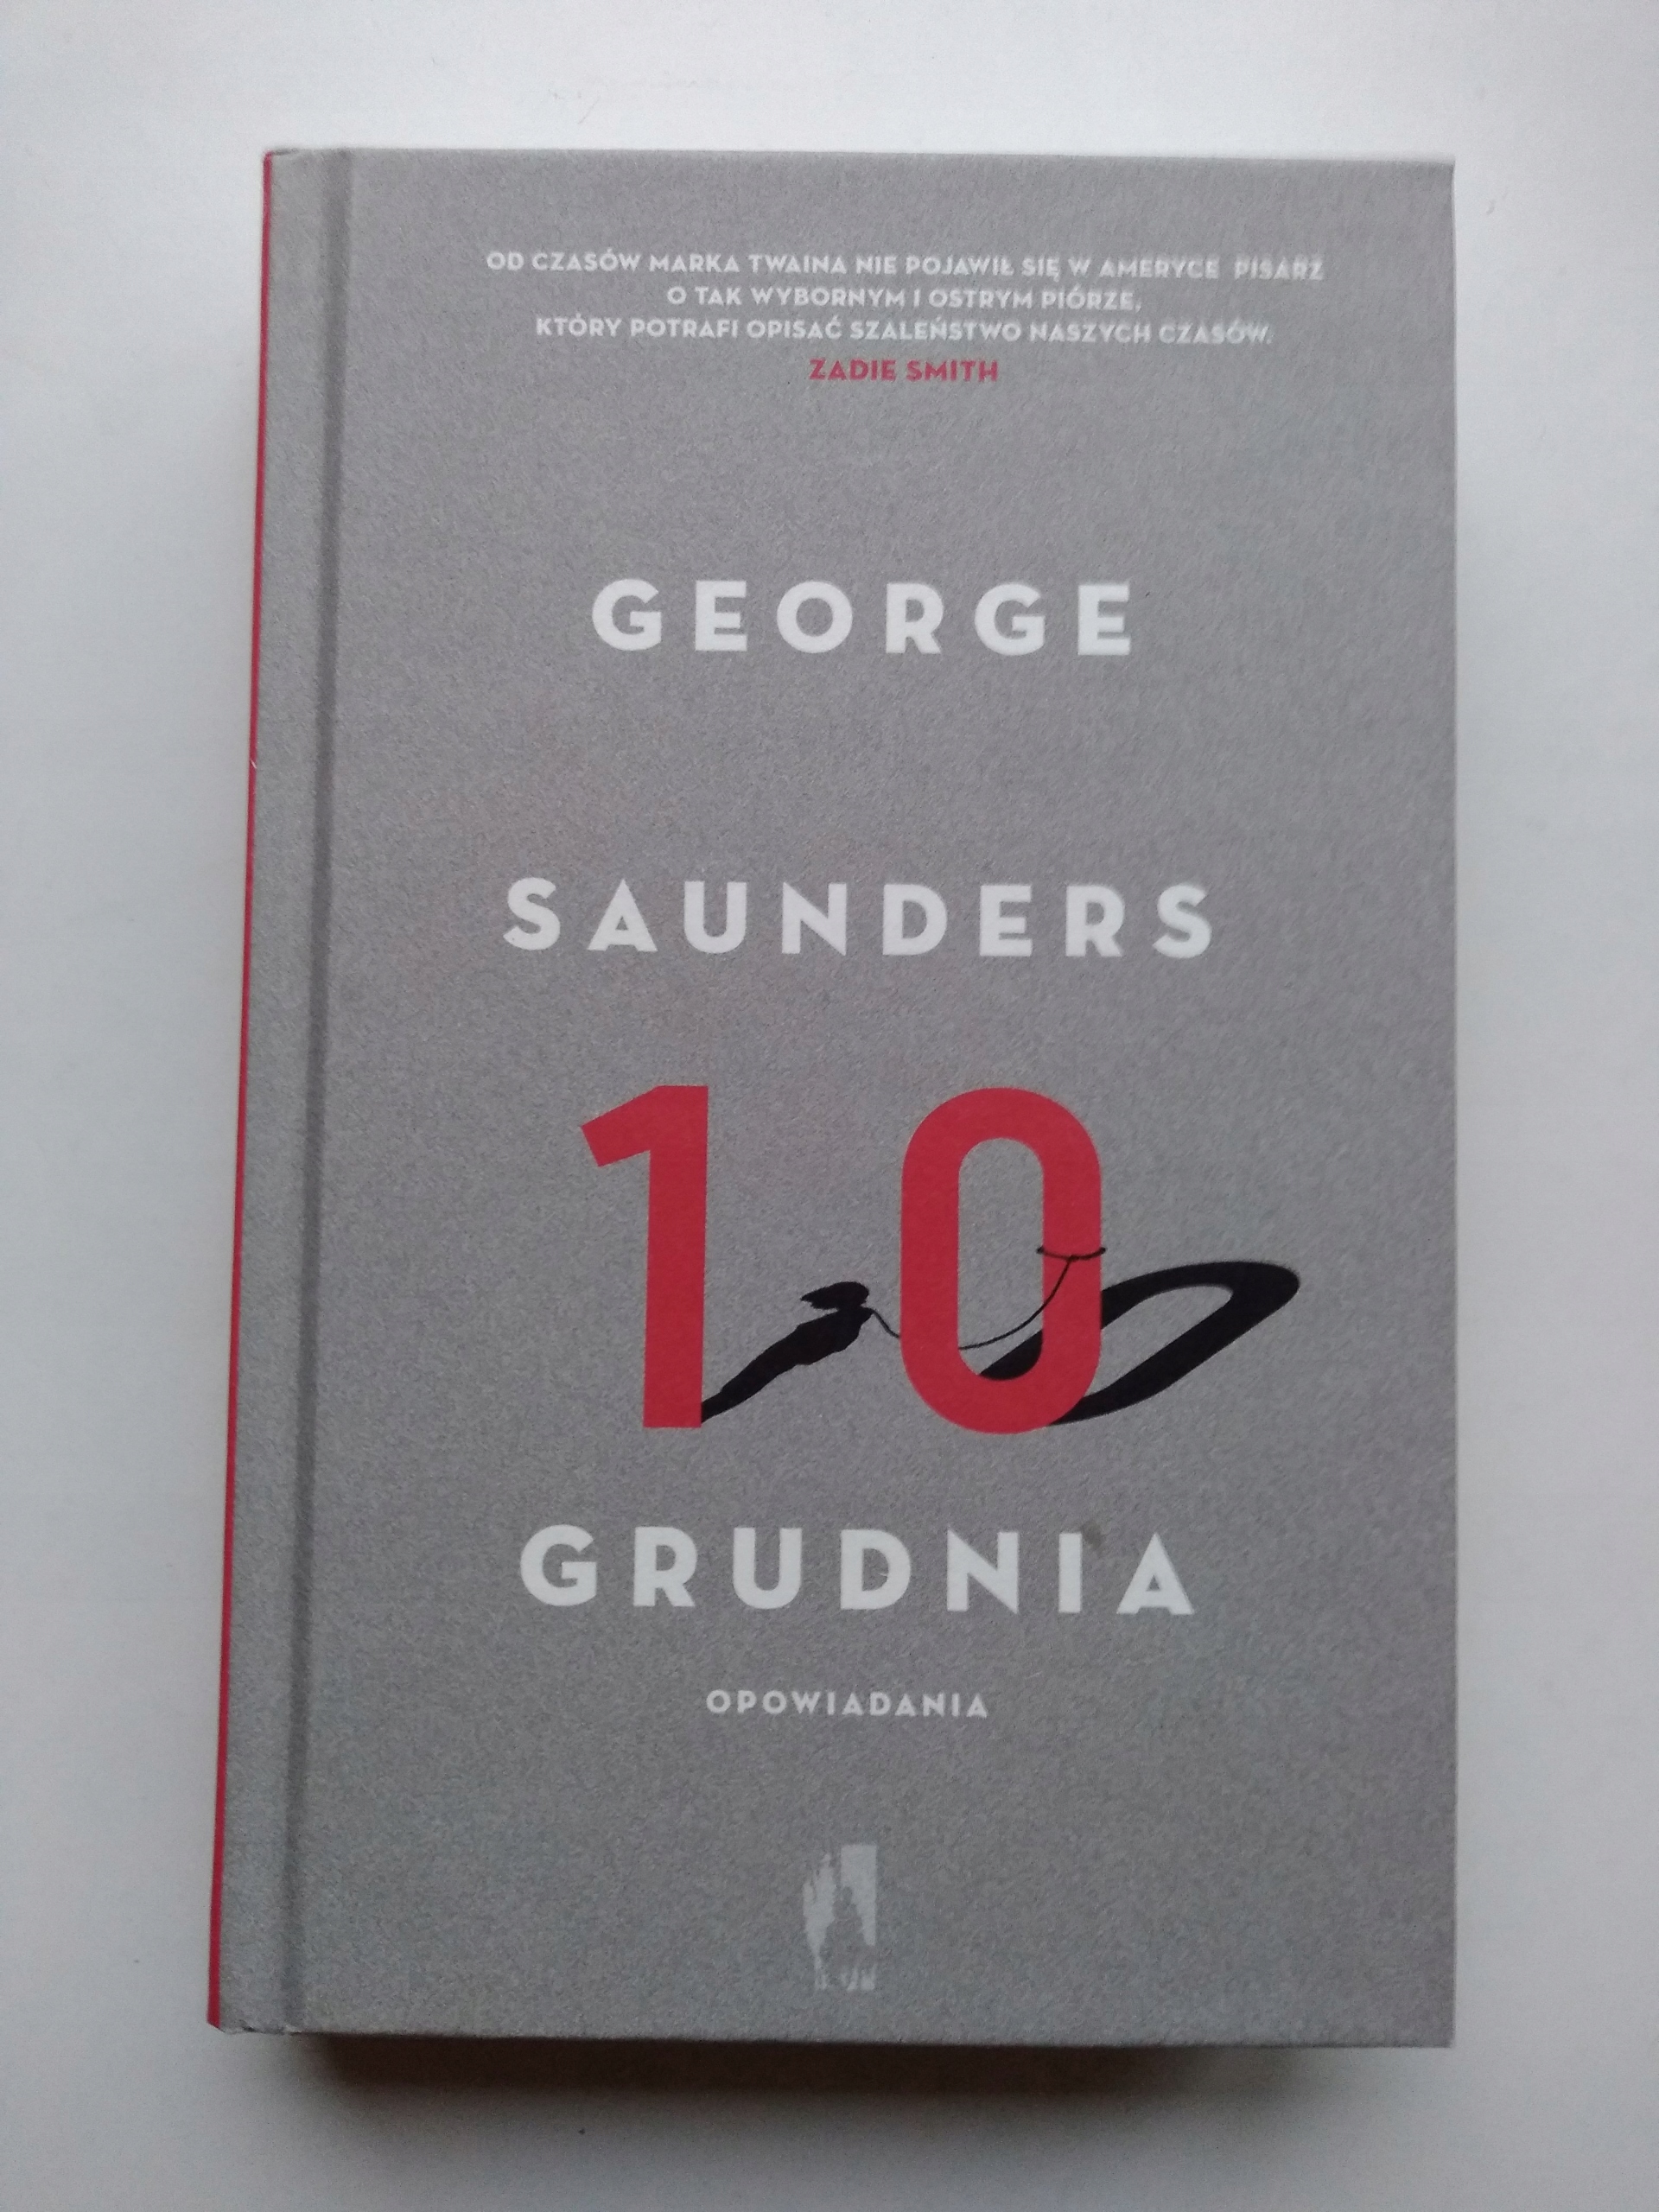 OD CZASÓW MARKA TWAINA NIE POJAWIŁ SIĘ W AMERYCE PISARZ
O TAK WYBORNYM I OSTRYM PIÓRZE,
KTÓRY POTRAFI OPISAĆ SZALEŃSTWO NASZYCH CZASÓW.
ZADIE SMITH
GEORGE
SAUNDERS
10
GRUDNIA
OPOWIADANIA